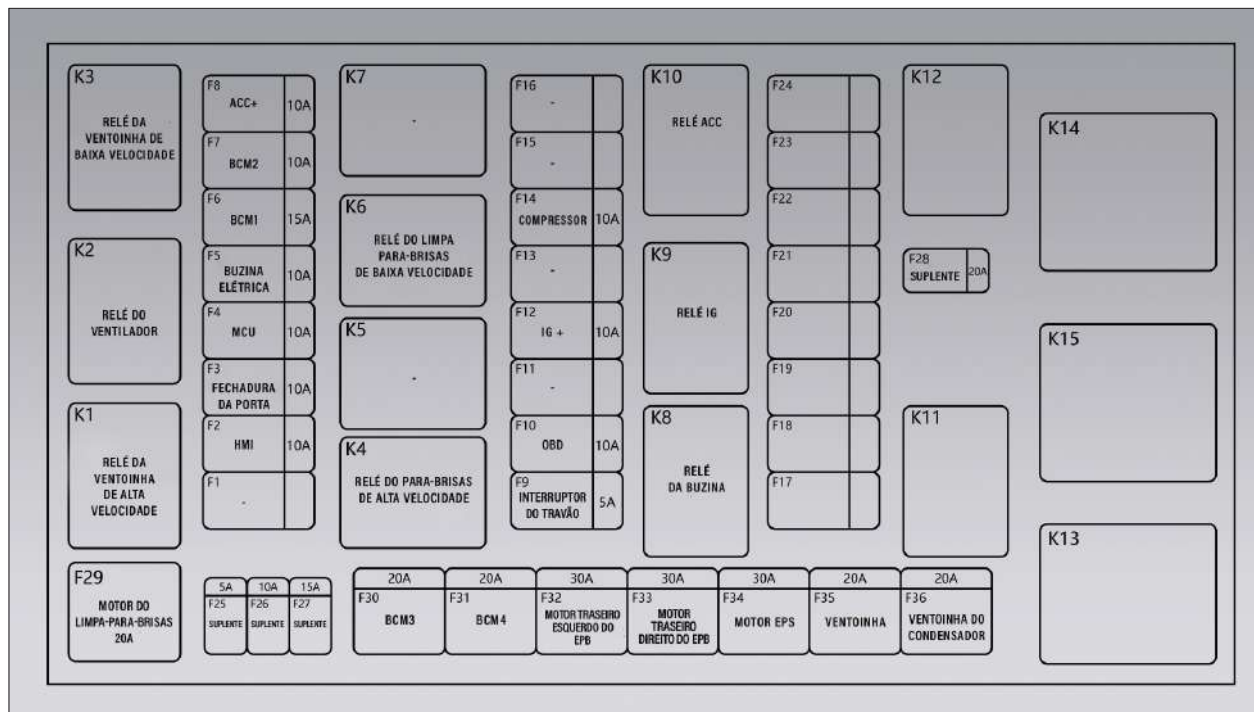 K3
RELÉ DA
VENTOINHA DE
BAIXA VELOCIDADE
K2
RELÉ DO
VENTILADOR
K1
RELÉ DA
VENTOINHA
DE ALTA
VELOCIDADE
F29
MOTOR DO
LIMPA-PARA-BRISAS
20A
F8
ACC+ 10A
F7
BCM2 10A
F6
BCM1 15A
F5
BUZINA
ELÉTRICA 10A
F4
MCU 10A
F3
FECHADURA
DA PORTA 10A
F2
HMI 10A
F1
-
5A 10A 15A
F25 F26 F27
SUPLENTE SUPLENTE SUPLENTE
K7
-
K6
RELÉ DO LIMPA
PARA-BRISAS
DE BAIXA VELOCIDADE
K5
-
K4
RELÉ DO PARA-BRISAS
DE ALTA VELOCIDADE
F16
-
F15
-
F14
COMPRESSOR 10A
F13
-
F12
IG + 10A
F11
-
F10
OBD 10A
F9
INTERRUPTOR
DO TRAVÃO 5A
K10
RELÉ ACC
K9
RELÉ IG
K8
RELÉ
DA BUZINA
F24
F23
F22
F21
F20
F19
F18
F17
K12
F28
SUPLENTE 20A
K11
K14
K15
K13
20A
F30
BCM3
20A
F31
BCM4
30A
F32
MOTOR TRASEIRO
ESQUERDO DO
EPB
30A
F33
MOTOR
TRASEIRO
DIREITO DO EPB
30A
F34
MOTOR EPS
20A
F35
VENTOINHA
20A
F36
VENTOINHA DO
CONDENSADOR